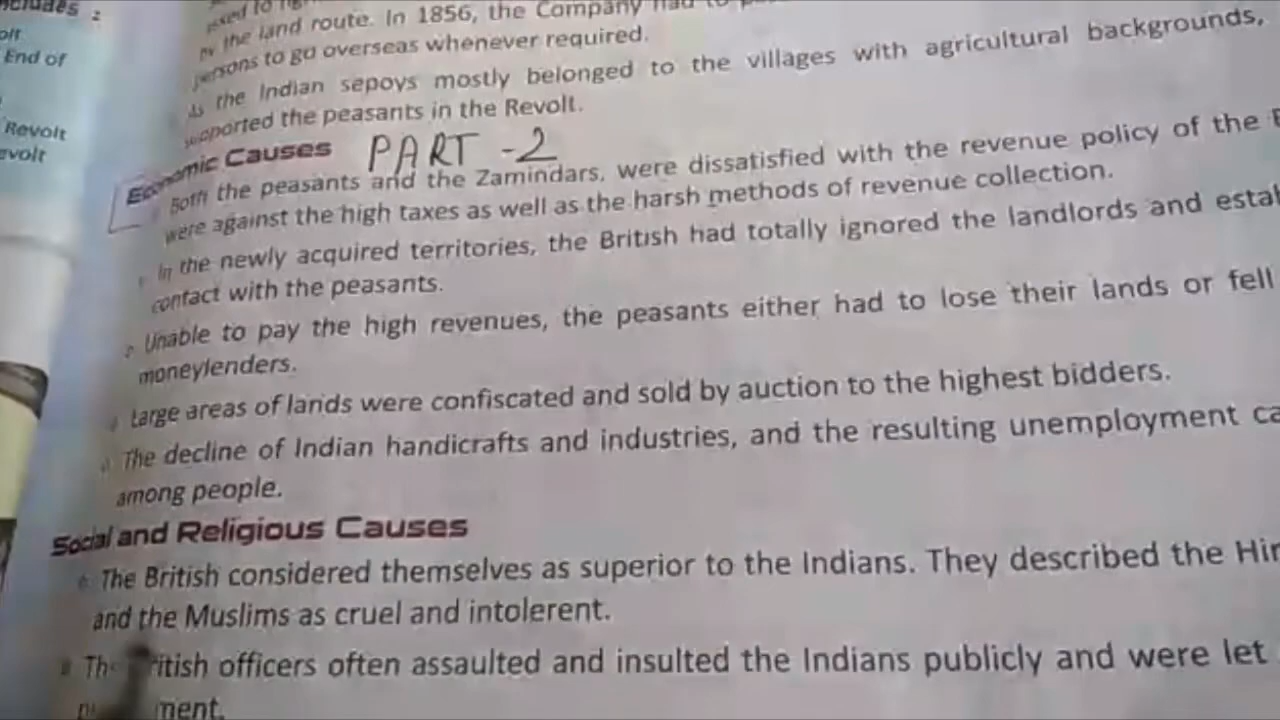 End of
Revolt
the land route. In 1856, the Company
to go overseas whenever required.
the Indian sepoys mostly belonged to the villages with agricultural backgrounds,
the peasants in the Revolt.
Economic Causes PART -2
Both the peasants and the Zamindars, were dissatisfied with the revenue policy of the
were against the high taxes as well as the harsh methods of revenue collection.
In the newly acquired territories, the British had totally ignored the landlords and
contact with the peasants.
Unable to pay the high revenues, the peasants either had to lose their lands or fell
moneylenders.
Large areas of lands were confiscated and sold by auction to the highest bidders.
The decline of Indian handicrafts and industries, and the resulting unemployment
among people.
Social and Religious Causes
The British considered themselves as superior to the Indians. They described the
and the Muslims as cruel and intolerent.
officers often assaulted and insulted the Indians publicly and were let